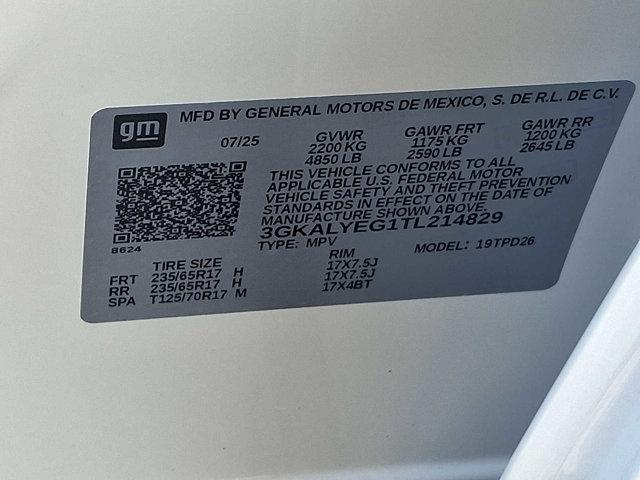 gm
MFD BY GENERAL MOTORS DE MEXICO, S. DE R.L. DE C.V.
07/25 GVWR GAWR FRT GAWR RR
2200 KG 1175 KG 1200 KG
4850 LB 2590 LB 2645 LB
THIS VEHICLE CONFORMS TO ALL
APPLICABLE U.S. FEDERAL MOTOR
VEHICLE SAFETY AND THEFT PREVENTION
STANDARDS IN EFFECT ON THE DATE OF
MANUFACTURE SHOWN ABOVE.
3GKALYEG1TL214829
8624
TYPE: MPV MODEL: 19TPD26
TIRE SIZE RIM
FRT 235/65R17 H 17X7.5J
RR 235/65R17 H 17X7.5J
SPA T125/70R17 M 17X4BT